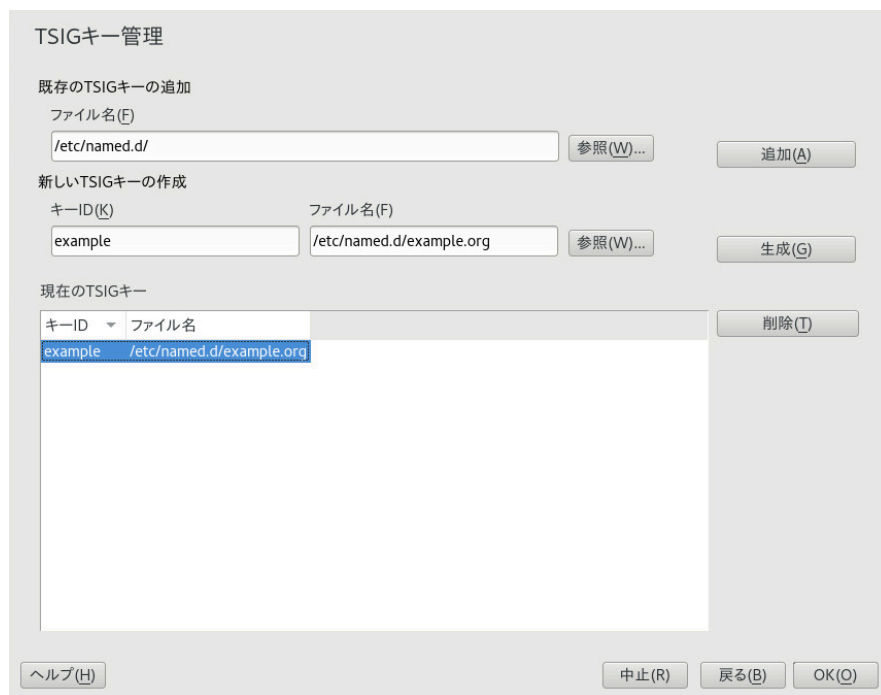 TSIGキー管理
既存のTSIGキーの追加
ファイル名(F)
/etc/named.d/ 参照(W)... 追加(A)
新しいTSIGキーの作成
キーID(K) ファイル名(F)
example /etc/named.d/example.org 参照(W)... 生成(G)
現在のTSIGキー
キーID ファイル名 削除(T)
example /etc/named.d/example.org
ヘルプ(H) 中止(R) 戻る(B) OK(O)